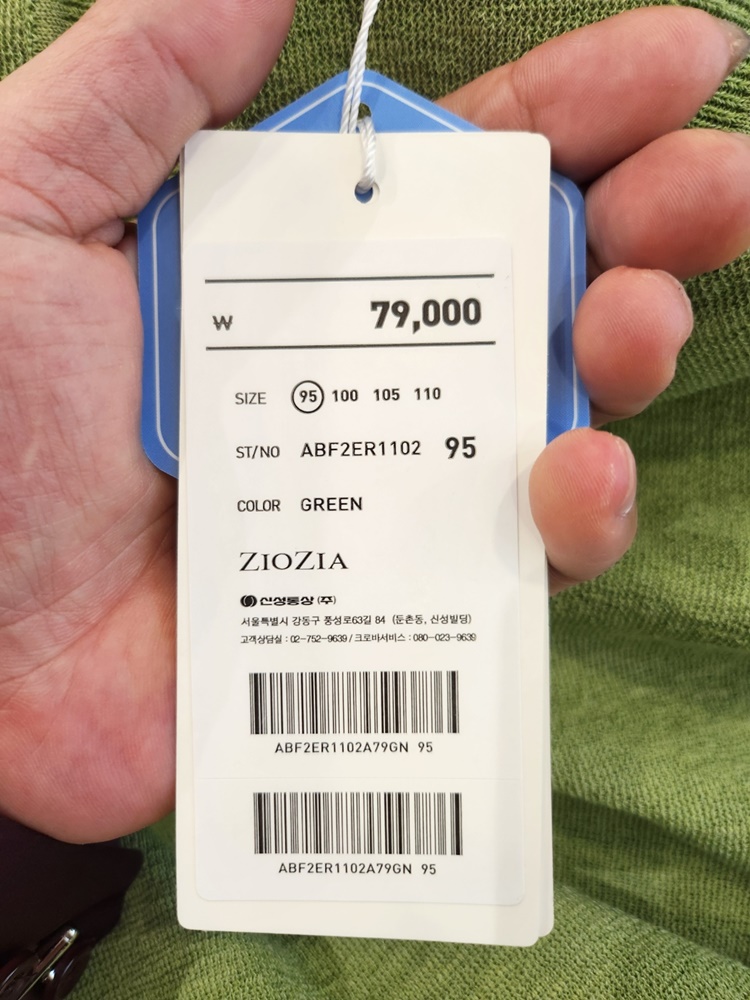 ₩ 79,000
SIZE 95 100 105 110
ST/NO ABF2ER1102 95
COLOR GREEN
ZIOZIA
신성통상 (주)
서울특별시 강동구 풍성로63길 84 (둔촌동, 신성빌딩)
고객상담실 : 02-752-9639 / 크로바서비스 : 080-023-9639
ABF2ER1102A79GN 95
ABF2ER1102A79GN 95